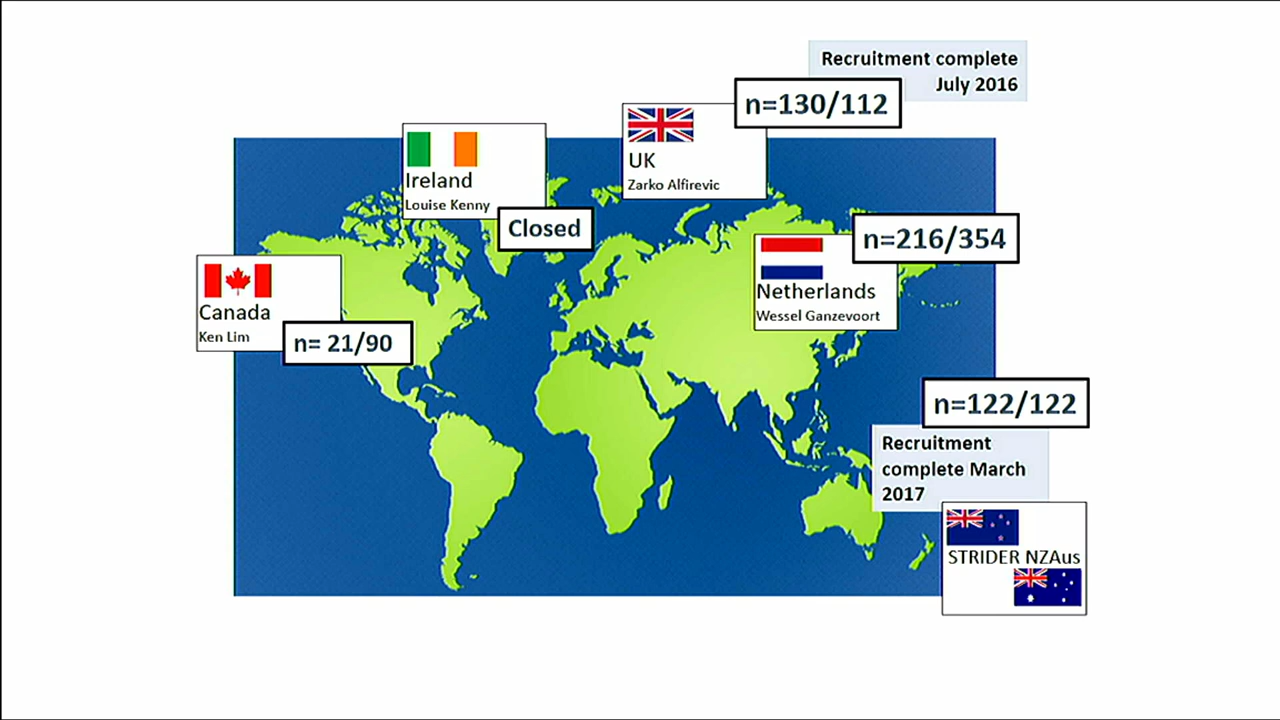 Recruitment complete
July 2016
n=130/112
UK
Zarko Alfirevic
Ireland
Louise Kenny
Closed
n=216/354
Netherlands
Wessel Ganzevoort
Canada
Ken Lim
n= 21/90
n=122/122
Recruitment
complete March
2017
STRIDER NZAus